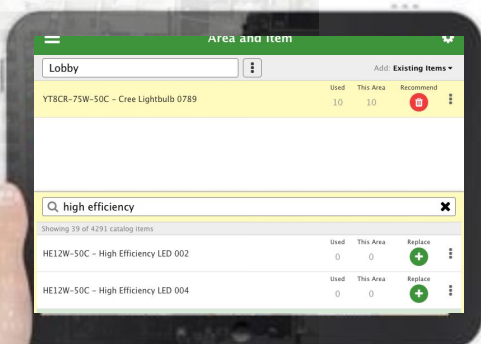 Area and Item
Lobby
Add: Existing Items
Used This Area Recommend
YT8CR-75W-50C – Cree Lightbulb 0789
10 10
high efficiency
Showing 39 of 4291 catalog items
Used This Area Replace
HE12W-50C – High Efficiency LED 002
0 0
Used This Area Replace
HE12W-50C – High Efficiency LED 004
0 0